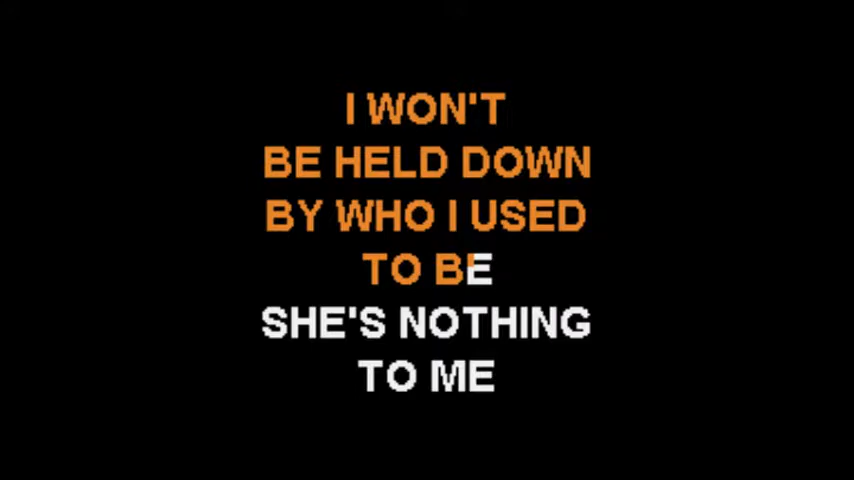 I WON'T
BE HELD DOWN
BY WHO I USED
TO BE
SHE'S NOTHING
TO ME